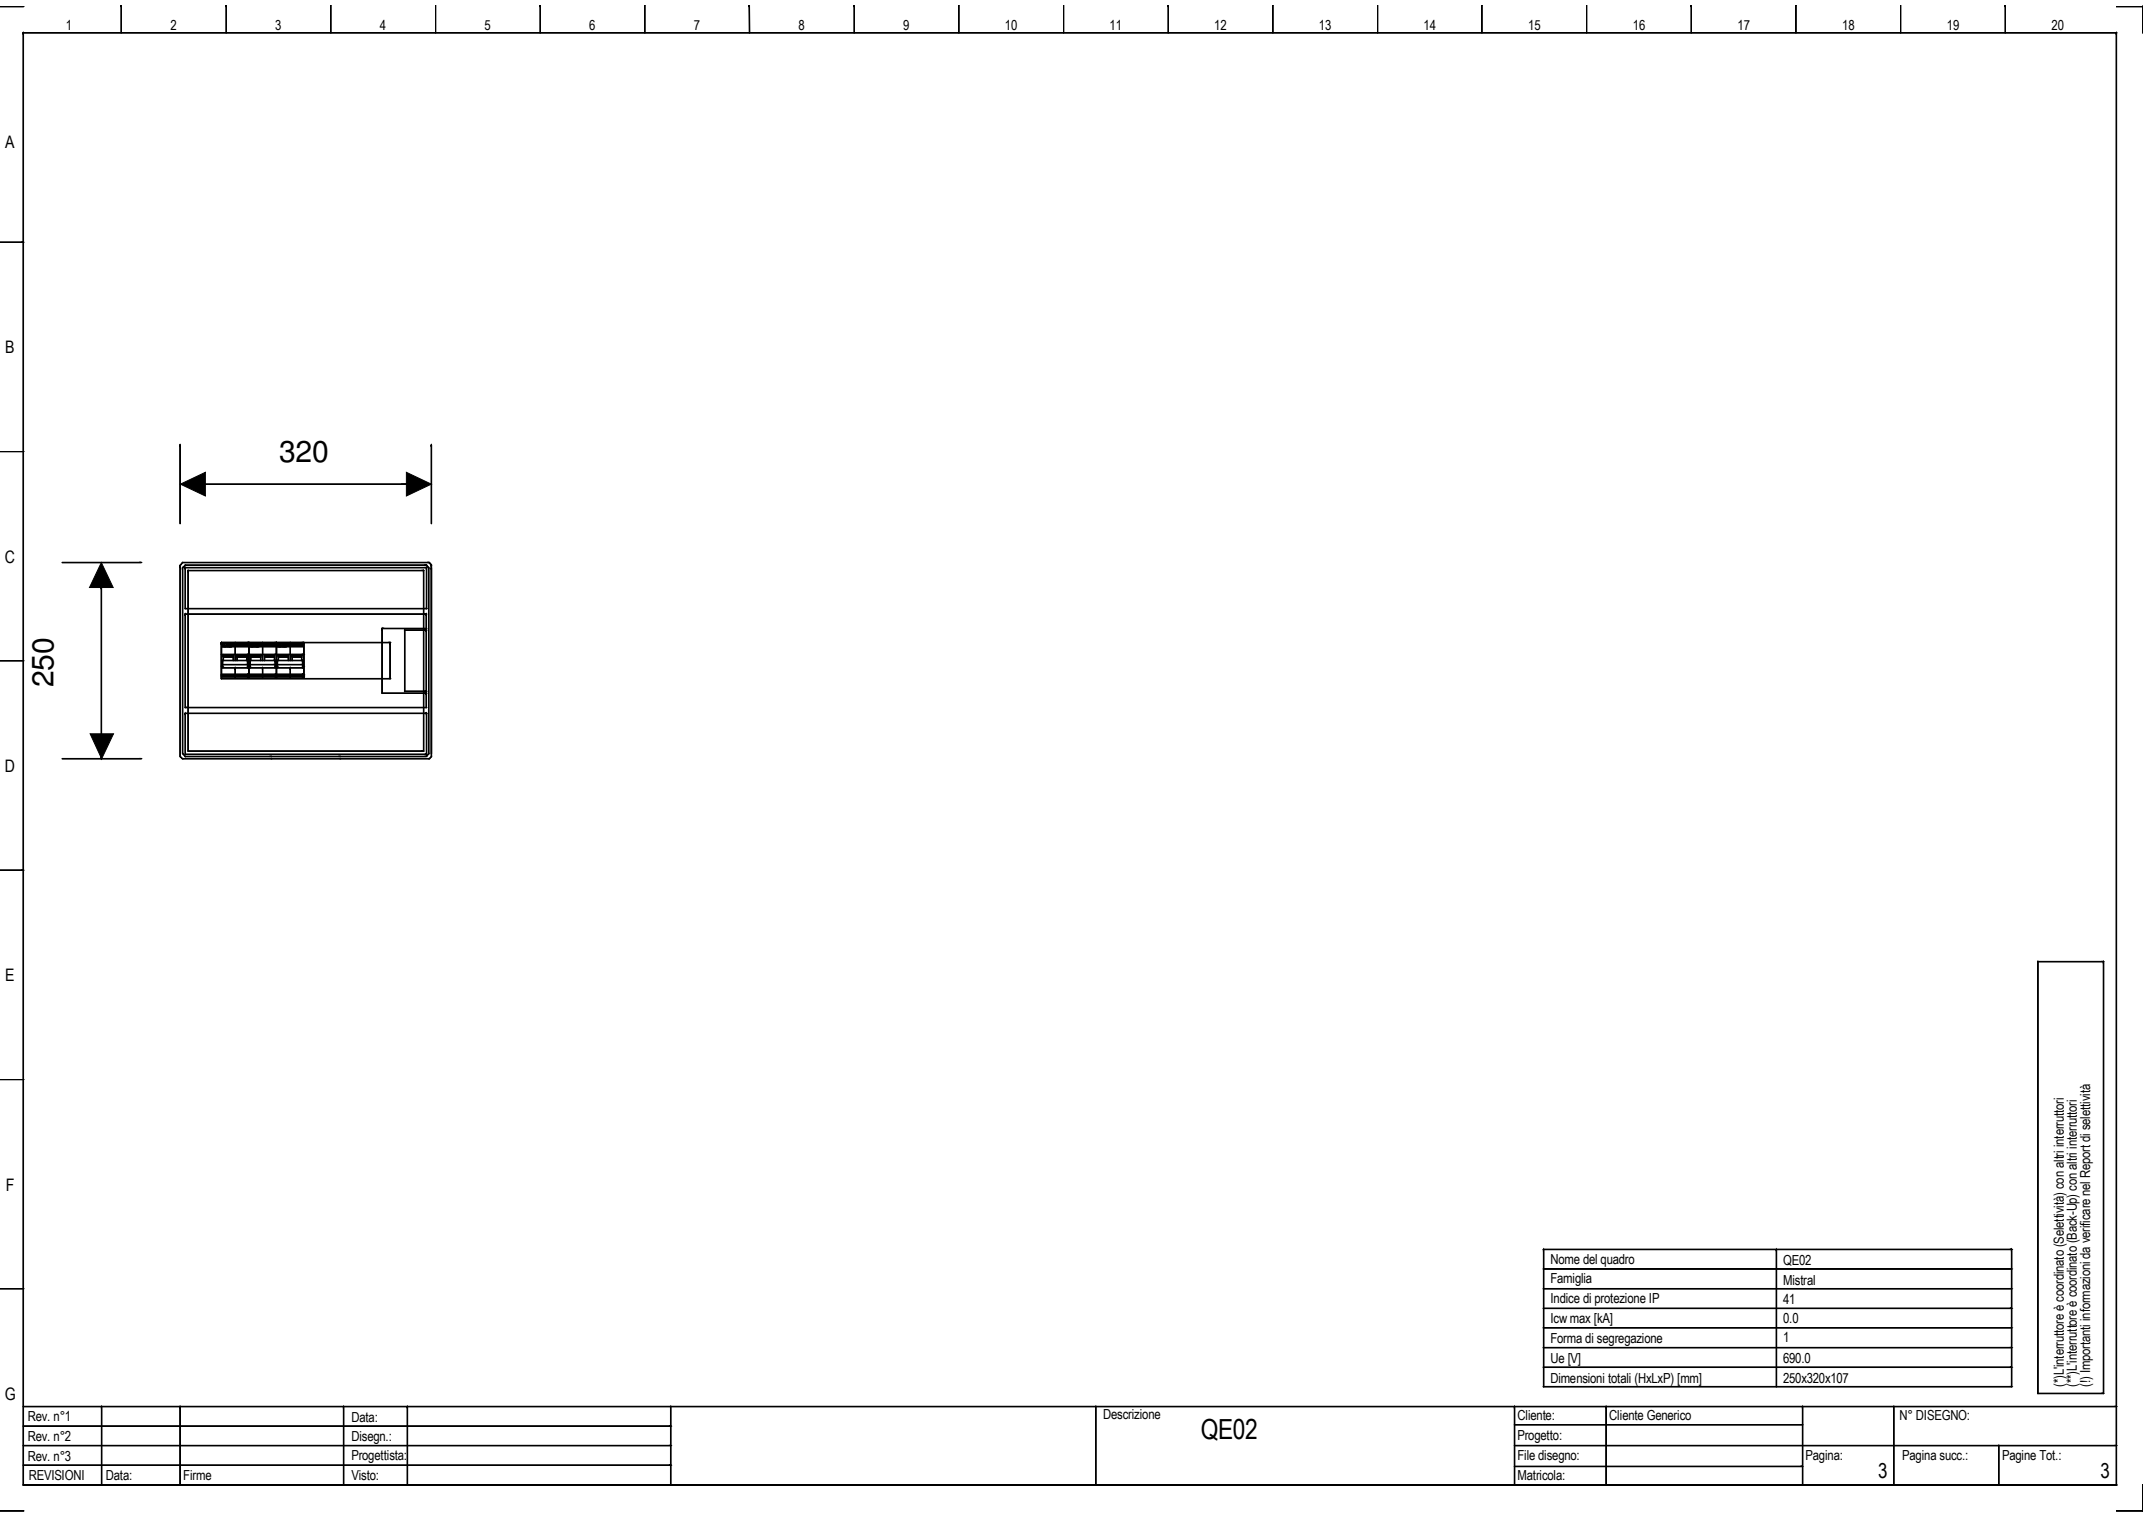 1 2 3 4 5 6 7 8 9 10 11 12 13 14 15 16 17 18 19 20
A
B
C
D
E
F
G
320
250
(*)L'interruttore è coordinato (Selettività) con altri interruttori
(**)L'interruttore è coordinato (Back-Up) con altri interruttori
(!) Importanti informazioni da verificare nel Report di selettività
Nome del quadro QE02
Famiglia Mistral
Indice di protezione IP 41
Icw max [kA] 0.0
Forma di segregazione 1
Ue [V] 690.0
Dimensioni totali (HxLxP) [mm] 250x320x107
Rev. n°1 Data:
Rev. n°2 Disegn.:
Rev. n°3 Progettista:
REVISIONI Data: Firme Visto:
Descrizione
QE02
Cliente: Cliente Generico
Progetto:
File disegno:
Matricola:
N° DISEGNO:
Pagina: 3
Pagina succ.:
Pagine Tot.: 3